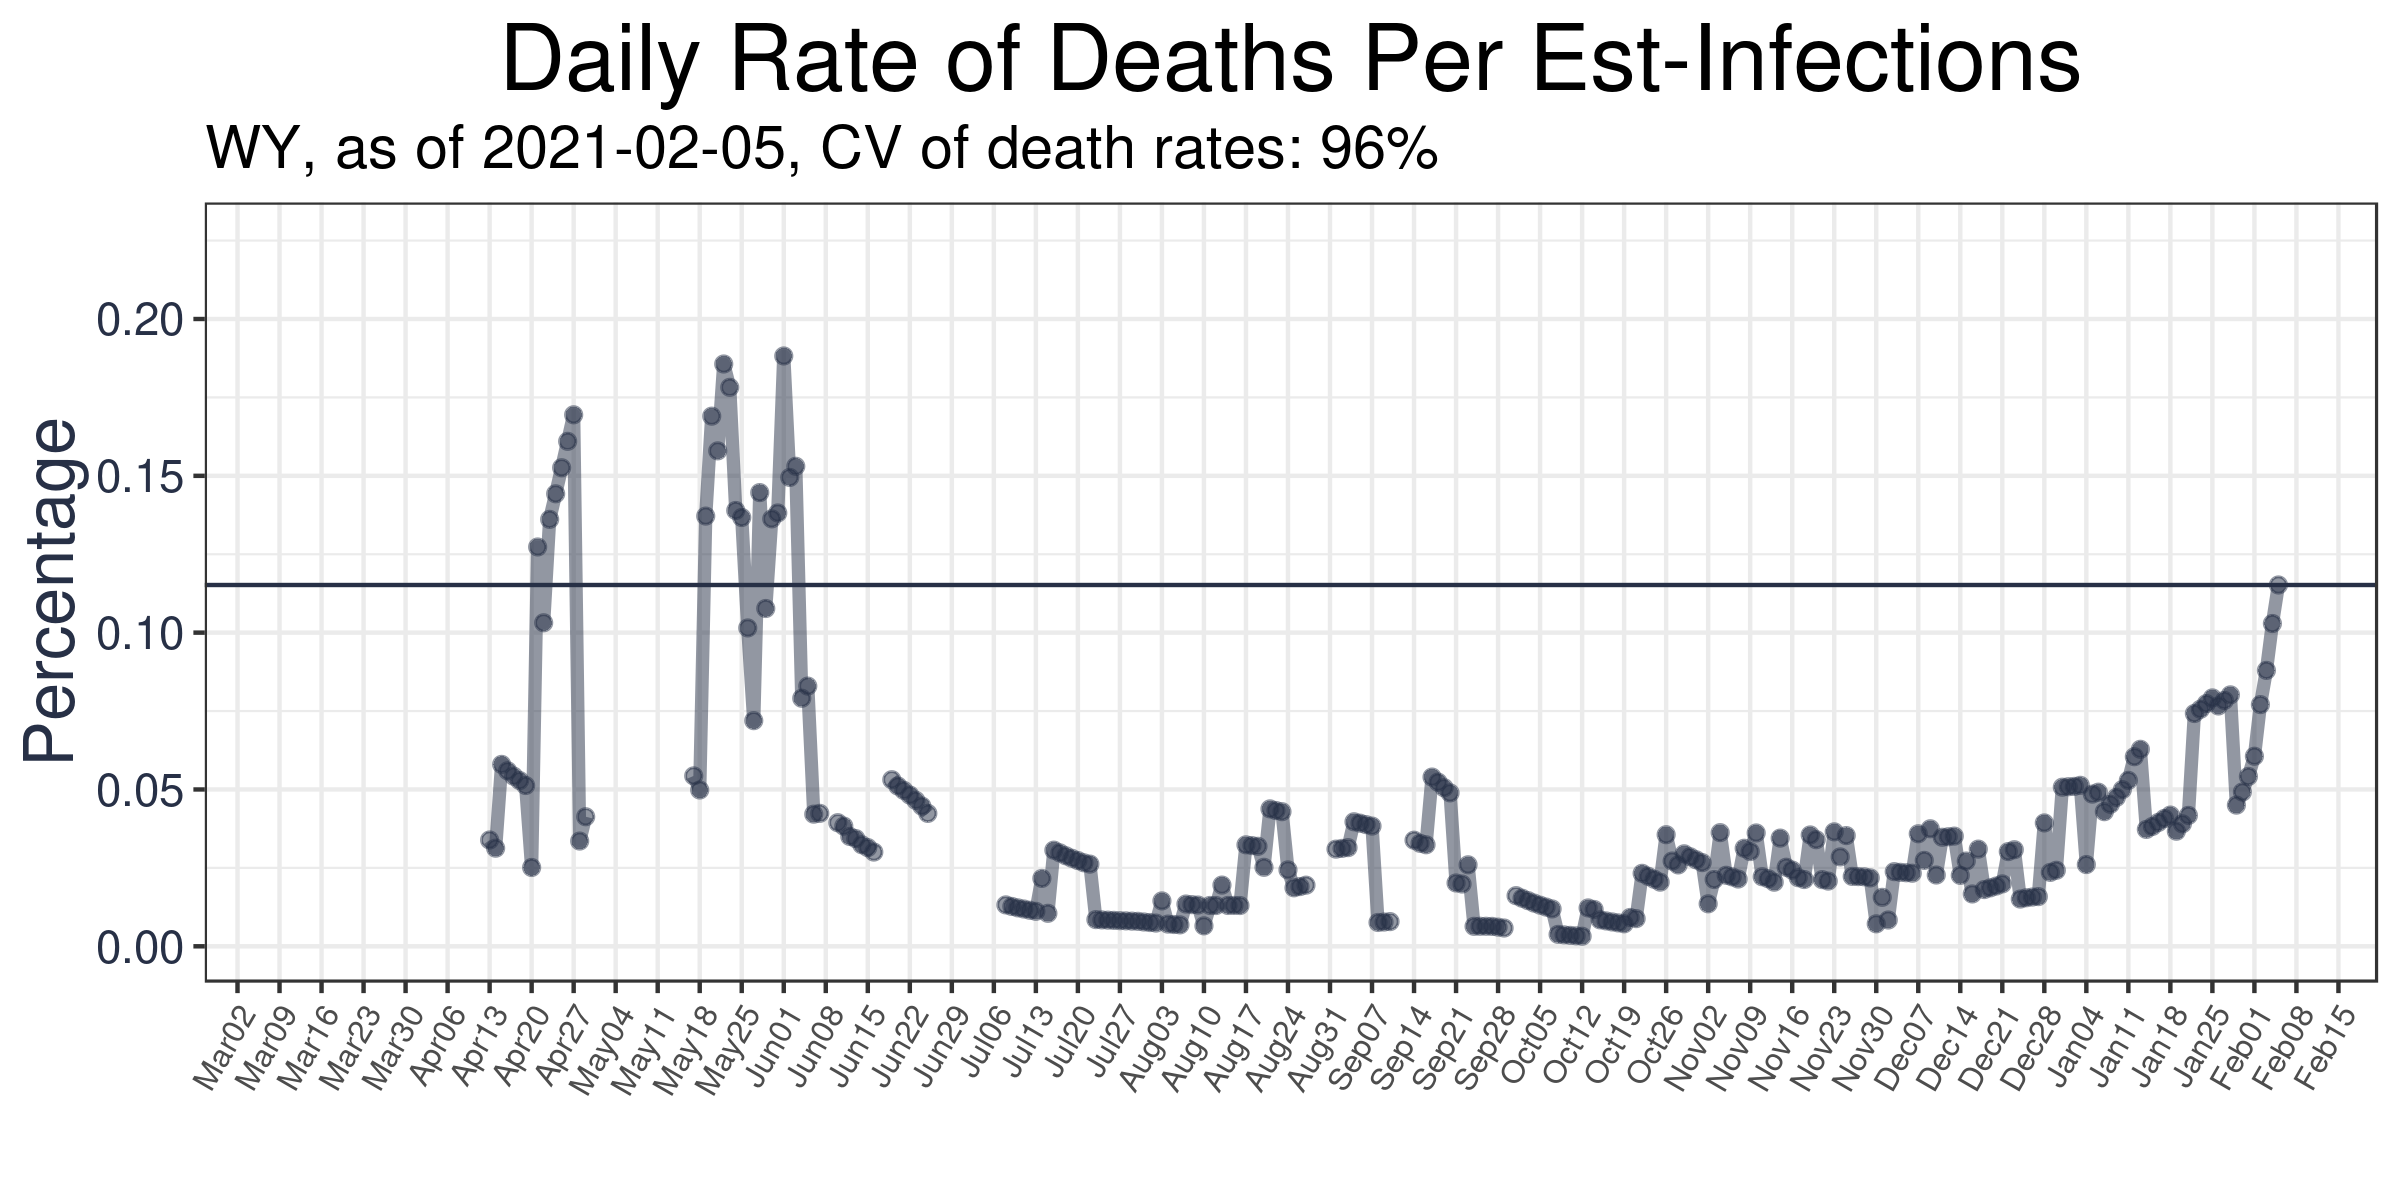 Daily Rate of Deaths Per Est-Infections
WY, as of 2021-02-05, CV of death rates: 96%
Percentage
0.20
0.15
0.10
0.05
0.00
Mar02
Mar09
Mar16
Mar23
Mar30
Apr06
Apr13
Apr20
Apr27
May04
May11
May18
May25
Jun01
Jun08
Jun15
Jun22
Jun29
Jul06
Jul13
Jul20
Jul27
Aug03
Aug10
Aug17
Aug24
Aug31
Sep07
Sep14
Sep21
Sep28
Oct05
Oct12
Oct19
Oct26
Nov02
Nov09
Nov16
Nov23
Nov30
Dec07
Dec14
Dec21
Dec28
Jan04
Jan11
Jan18
Jan25
Feb01
Feb08
Feb15